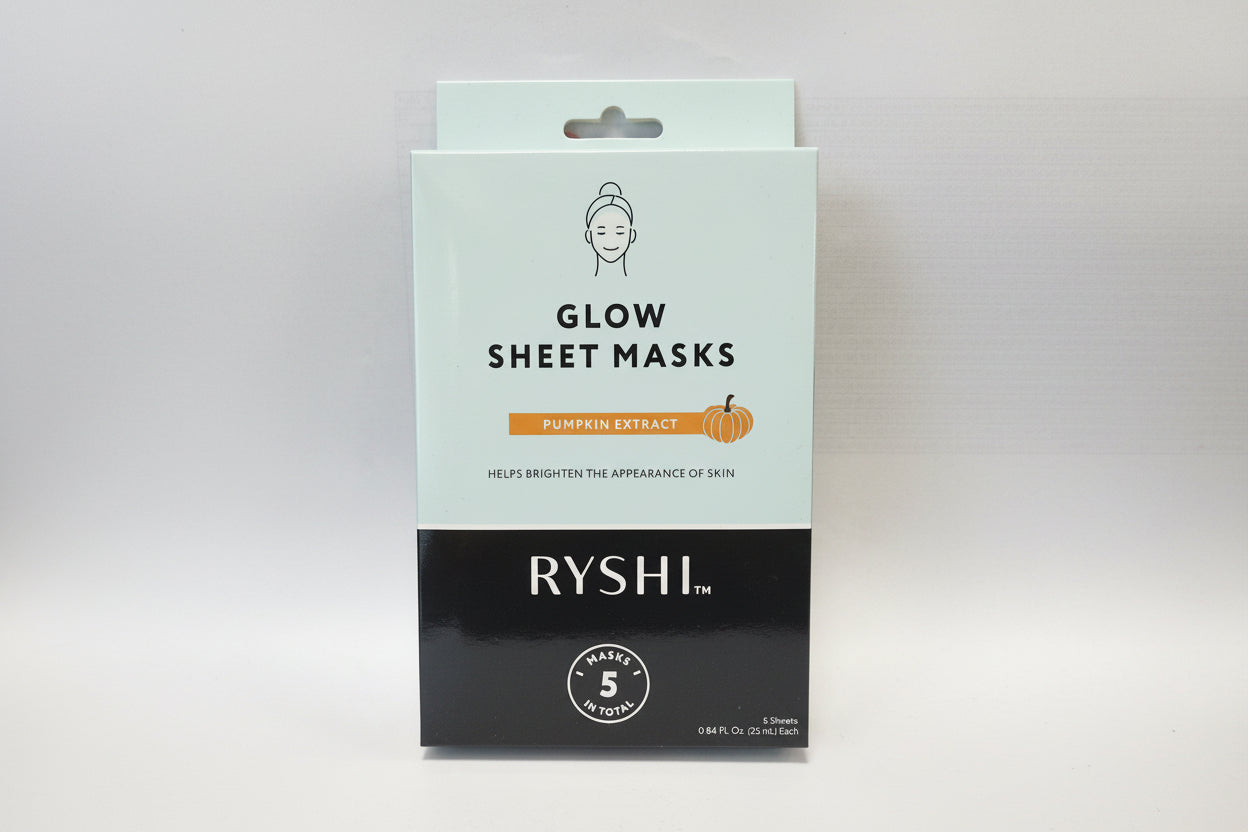 GLOW
SHEET MASKS
PUMPKIN EXTRACT
HELPS BRIGHTEN THE APPEARANCE OF SKIN
RYSHI™
MASKS
5
IN TOTAL
5 Sheets
0 84 PL Oz. (25 mL) Each